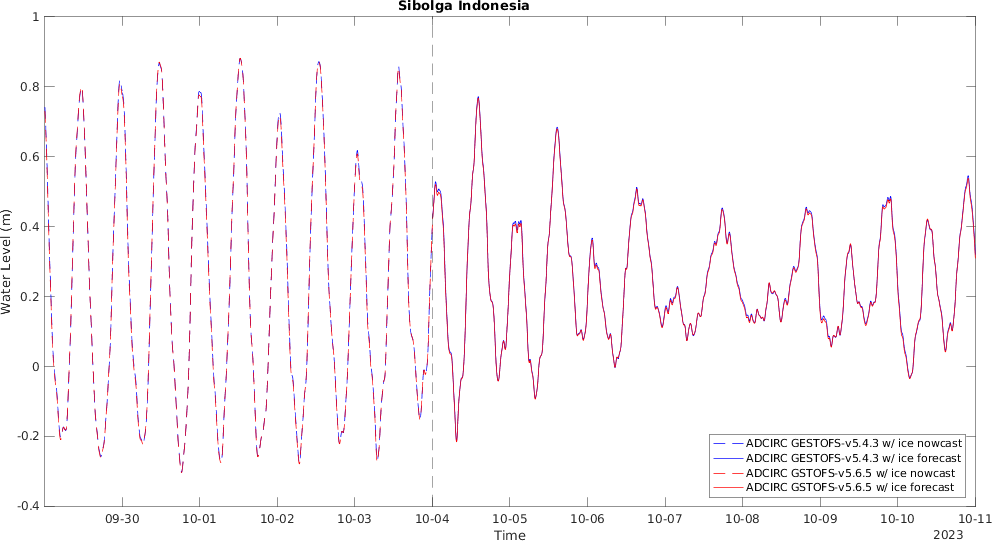 Sibolga Indonesia
1
0.8
0.6
0.4
0.2
0
-0.2
-0.4
Water Level (m)
09-30 10-01 10-02 10-03 10-04 10-05 10-06 10-07 10-08 10-09 10-10 10-11
Time
2023
ADCIRC GESTOFS-v5.4.3 w/ ice nowcast
ADCIRC GESTOFS-v5.4.3 w/ ice forecast
ADCIRC GSTOFS-v5.6.5 w/ ice nowcast
ADCIRC GSTOFS-v5.6.5 w/ ice forecast